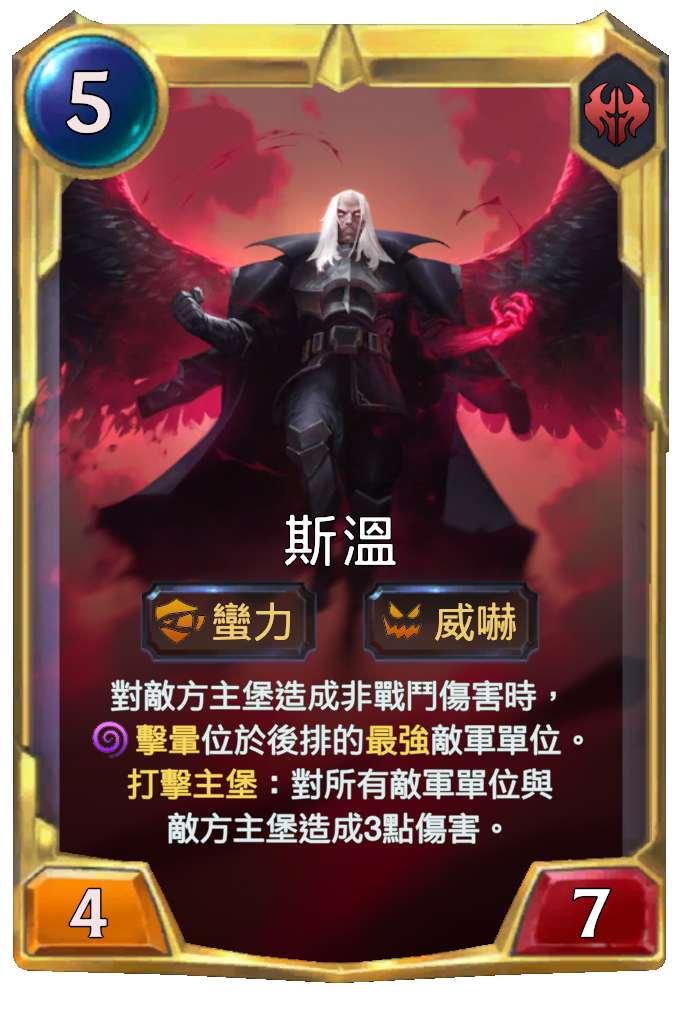 5
斯溫
蠻力
威嚇
對敵方主堡造成非戰鬥傷害時，
擊暈位於後排的最強敵軍單位。
打擊主堡：對所有敵軍單位與
敵方主堡造成3點傷害。
4
7